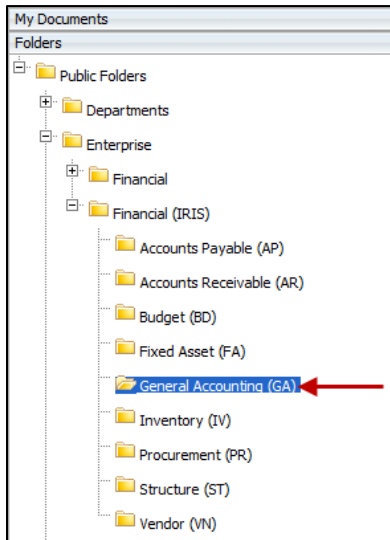 My Documents
Folders
Public Folders
Departments
Enterprise
Financial
Financial (IRIS)
Accounts Payable (AP)
Accounts Receivable (AR)
Budget (BD)
Fixed Asset (FA)
General Accounting (GA)
Inventory (IV)
Procurement (PR)
Structure (ST)
Vendor (VN)